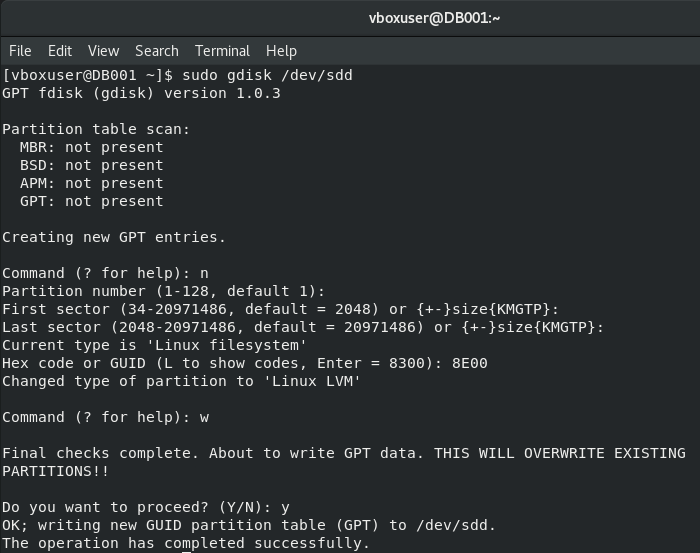 vboxuser@DB001:~
File Edit View Search Terminal Help
[vboxuser@DB001 ~]$ sudo gdisk /dev/sdd
GPT fdisk (gdisk) version 1.0.3
Partition table scan:
MBR: not present
BSD: not present
APM: not present
GPT: not present
Creating new GPT entries.
Command (? for help): n
Partition number (1-128, default 1):
First sector (34-20971486, default = 2048) or {+-}size{KMGTP}:
Last sector (2048-20971486, default = 20971486) or {+-}size{KMGTP}:
Current type is 'Linux filesystem'
Hex code or GUID (L to show codes, Enter = 8300): 8E00
Changed type of partition to 'Linux LVM'
Command (? for help): w
Final checks complete. About to write GPT data. THIS WILL OVERWRITE EXISTING
PARTITIONS!!
Do you want to proceed? (Y/N): y
OK; writing new GUID partition table (GPT) to /dev/sdd.
The operation has completed successfully.